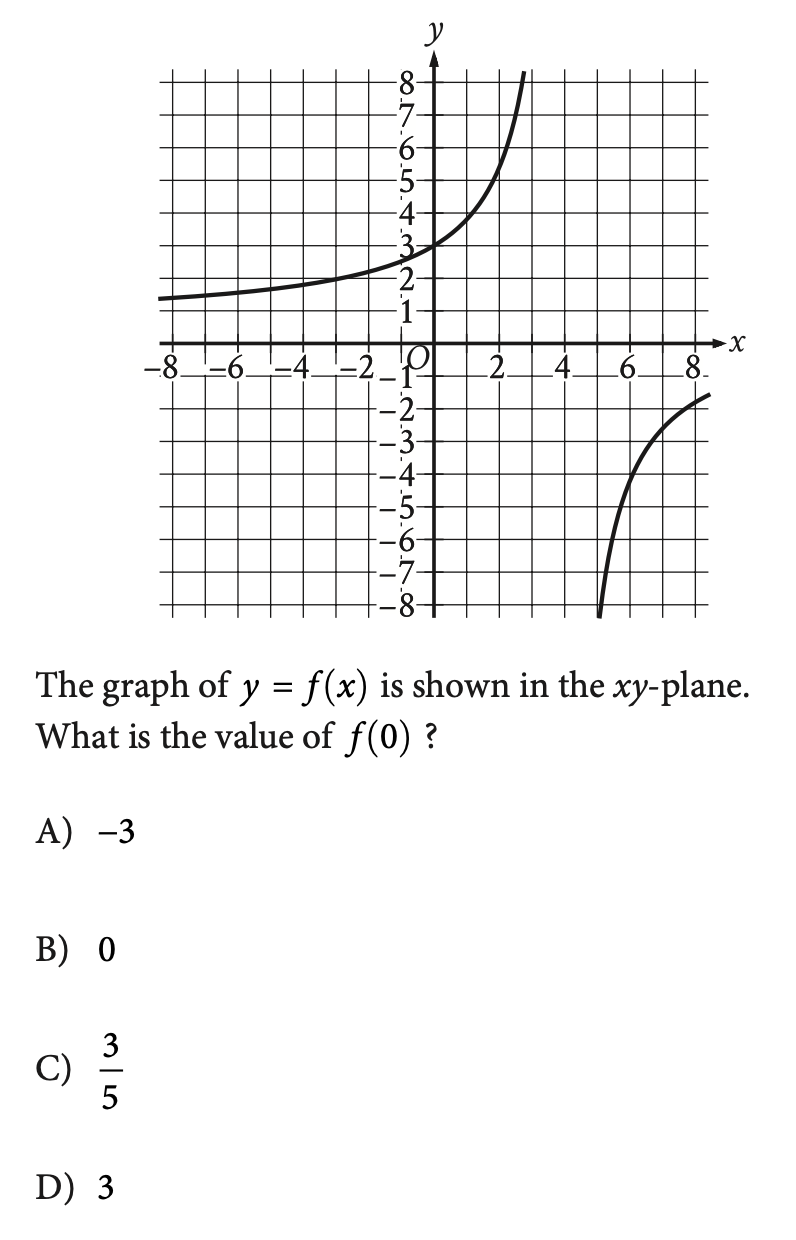 y
8
7
6
5
4
3
2
1
x
–8 –6 –4 –2 O 2 4 6 8
–1
–2
–3
–4
–5
–6
–7
–8
The graph of y = f(x) is shown in the xy-plane.
What is the value of f(0) ?
A) –3
B) 0
C) 3/5
D) 3